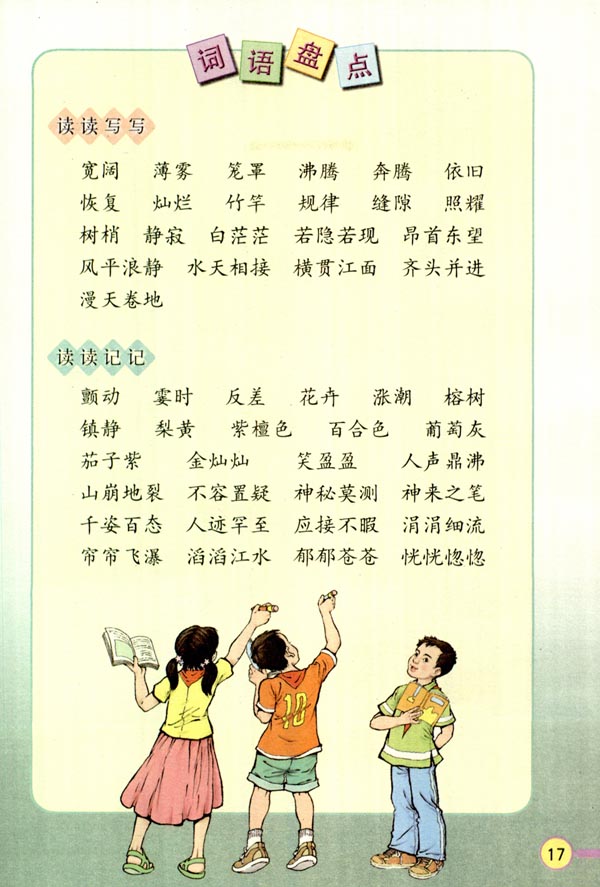 词语盘点
读读写写
宽阔 薄雾 笼罩 沸腾 奔腾 依旧
恢复 灿烂 竹竿 规律 缝隙 照耀
树梢 静寂 白茫茫 若隐若现 昂首东望
风平浪静 水天相接 横贯江面 齐头并进
漫天卷地
读读记记
颤动 霎时 反差 花卉 涨潮 榕树
镇静 梨黄 紫檀色 百合色 葡萄灰
茄子紫 金灿灿 笑盈盈 人声鼎沸
山崩地裂 不容置疑 神秘莫测 神来之笔
千姿百态 人迹罕至 应接不暇 涓涓细流
帘帘飞瀑 滔滔江水 郁郁苍苍 恍恍惚惚
10
17